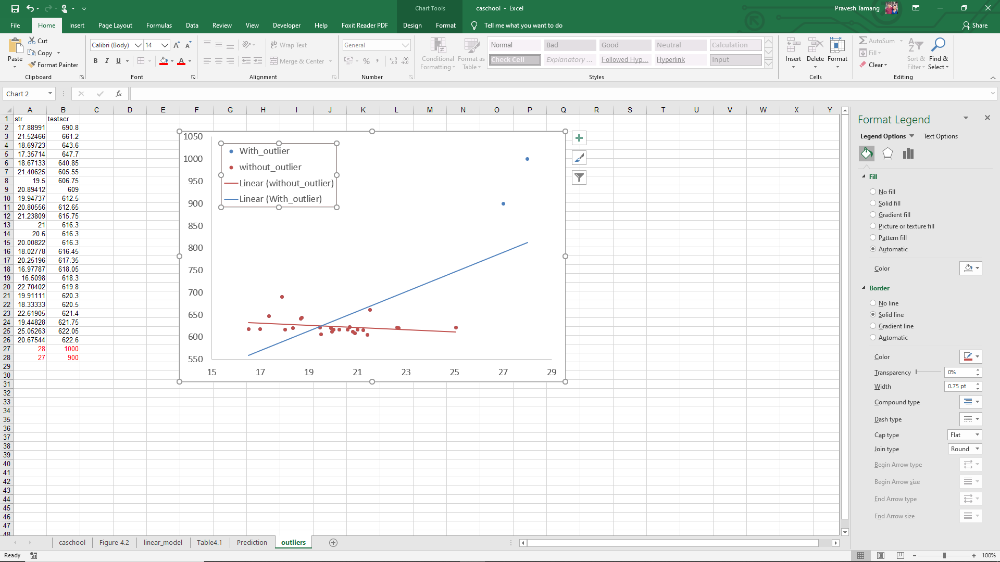 Chart Tools
caschool - Excel
Pravesh Tamang
File Home Insert Page Layout Formulas Data Review View Developer Help Foxit Reader PDF Design Format Tell me what you want to do Share
Paste
Cut
Copy
Format Painter
Clipboard
Calibri (Body) 14
B I U
A A
Font
ab Wrap Text
Merge & Center
Alignment
General
% ,
Number
Conditional Formatting
Format as Table
Normal Bad Good Neutral Calculation
Check Cell Explanatory ... Followed Hyp... Hyperlink Input
Styles
Insert Delete Format
Cells
AutoSum
Fill
Clear
Sort & Filter
Find & Select
Editing
Chart 2
fx
A B C D E F G H I J K L M N O P Q R S T U V W X Y
1 str testscr
2 17.88991 690.8
3 21.52466 661.2
4 18.69723 643.6
5 17.35714 647.7
6 18.67133 640.85
7 21.40625 605.55
8 19.5 606.75
9 20.89412 609
10 19.94737 612.5
11 20.80556 612.65
12 21.23809 615.75
13 21 616.3
14 20.6 616.3
15 20.00822 616.3
16 18.02778 616.45
17 20.25196 617.35
18 16.97787 618.05
19 16.5098 618.3
20 22.70402 619.8
21 19.91111 620.3
22 18.33333 620.5
23 22.61905 621.4
24 19.44828 621.75
25 25.05263 622.05
26 20.67544 622.6
27 28 1000
28 27 900
29
30
31
32
33
34
35
36
37
38
39
40
41
42
43
44
45
46
47
48
1050
1000
950
900
850
800
750
700
650
600
550
15 17 19 21 23 25 27 29
With_outlier
without_outlier
Linear (without_outlier)
Linear (With_outlier)
Format Legend
Legend Options Text Options
Fill
No fill
Solid fill
Gradient fill
Picture or texture fill
Pattern fill
Automatic
Color
Border
No line
Solid line
Gradient line
Automatic
Color
Transparency 0%
Width 0.75 pt
Compound type
Dash type
Cap type Flat
Join type Round
Begin Arrow type
Begin Arrow size
End Arrow type
End Arrow size
caschool Figure 4.2 linear_model Table4.1 Prediction outliers
Ready
100%